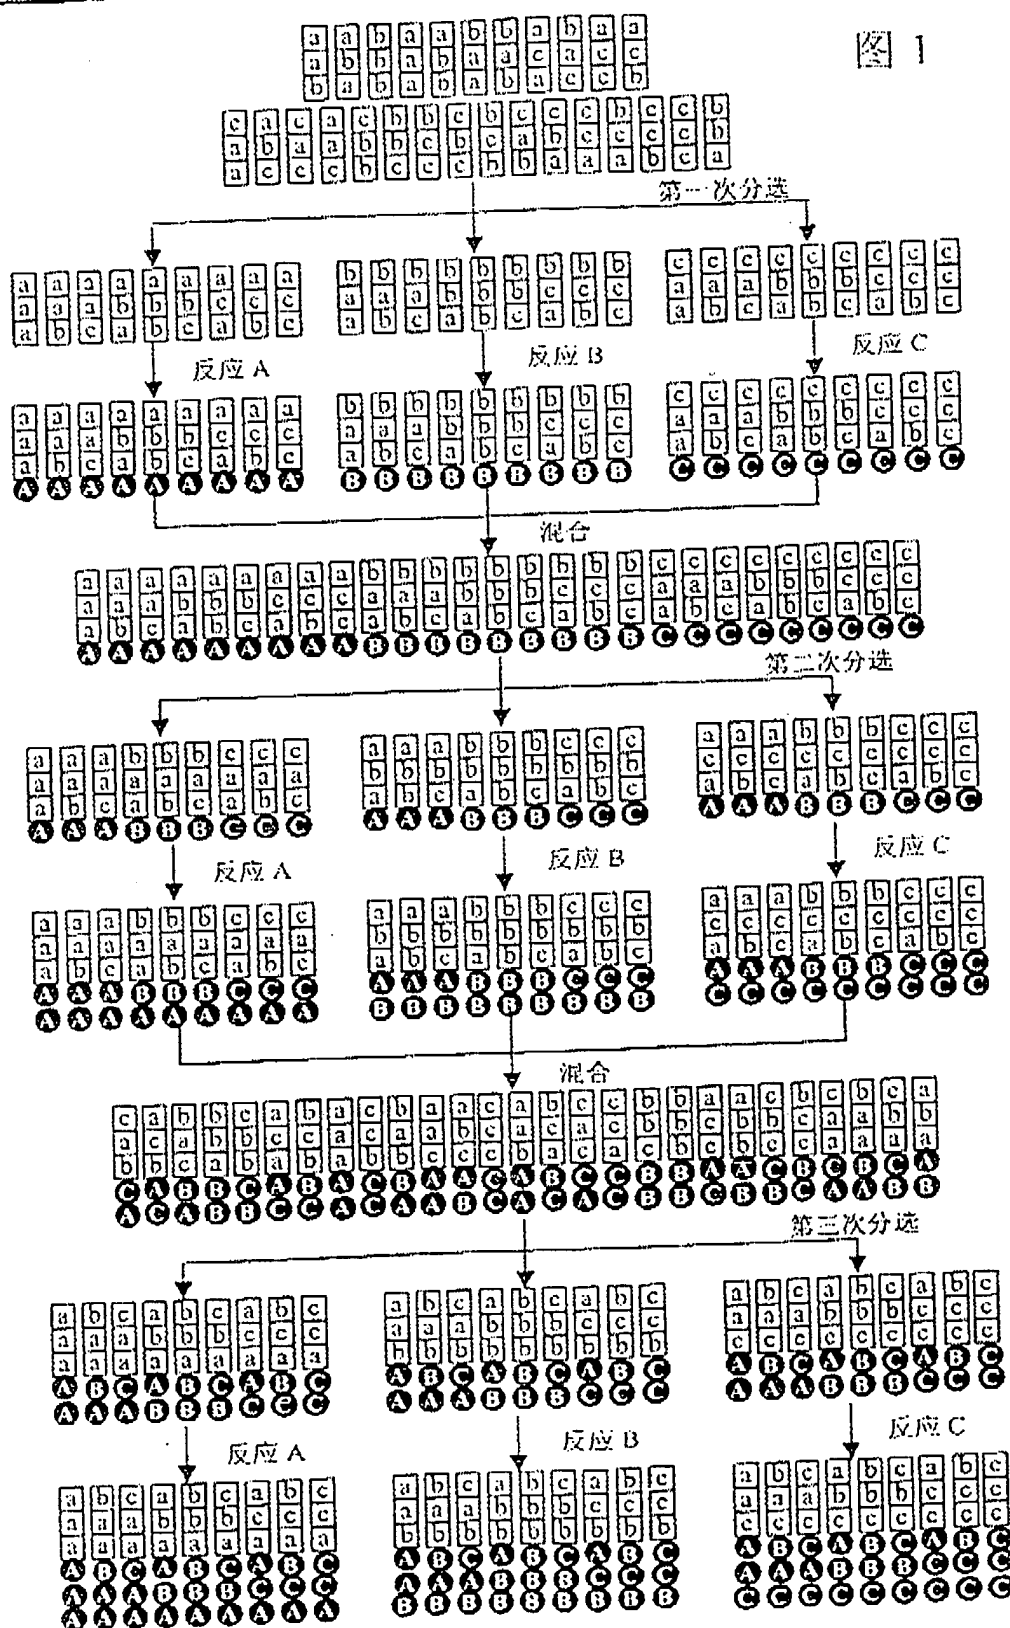 图 1
a a b a a b b a b a a
a b b a b a a c a c c
b a b a b a b a c c b
c a c a c b b c b c c c b c c b
a b a a b b c b c a b c c c c b
a c c c b c c c b b a a a b c a
第一次分选
a a a a a a a a a b b b b b b b b b c c c c c c c c c
a a a b b b c c c a a a b b b c c c a a a b b b c c c
a b c a b c a b c a b c a b c a b c a b c a b c a b c
反应 A 反应 B 反应 C
a a a a a a a a a b b b b b b b b b c c c c c c c c c
a a a b b b c c c a a a b b b c c c a a a b b b c c c
a b c a b c a b c a b c a b c a b c a b c a b c a b c
A A A A A A A A A B B B B B B B B B C C C C C C C C C
混合
a a a a a a a a a b b b b b b b b b c c c c c c c c c
a a a b b b c c c a a a b b b c c c a a a b b b c c c
a b c a b c a b c a b c a b c a b c a b c a b c a b c
A A A A A A A A A B B B B B B B B B C C C C C C C C C
第二次分选
a a a b b b c c c a a a b b b c c c a a a b b b c c c
a a a a a a a a a b b b b b b b b b c c c c c c c c c
a b c a b c a b c a b c a b c a b c a b c a b c a b c
A A A B B B C C C A A A B B B C C C A A A B B B C C C
反应 A 反应 B 反应 C
a a a b b b c c c a a a b b b c c c a a a b b b c c c
a a a a a a a a a b b b b b b b b b c c c c c c c c c
a b c a b c a b c a b c a b c a b c a b c a b c a b c
A A A B B B C C C A A A B B B C C C A A A B B B C C C
A A A A A A A A A B B B B B B B B B C C C C C C C C C
混合
c a b b c a b a c b a a c a b c c b b a a c b c b c a
a c a b b c c a c a a b c a c a c b b c b b c a a b b
b b c a b a b a b b c c c b a c a c b c b c c a a a a
C A B B C A B A C B A A C A B C C B B A A C B C B C A
A C A B B C C A C A A B C A C A C B B C B B C A A B B
第三次分选
a b c a b c a b c a b c a b c a b c a b c a b c a b c
a a a b b b c c c a a a b b b c c c a a a b b b c c c
a a a a a a a a a b b b b b b b b b c c c c c c c c c
A B C A B C A B C A B C A B C A B C A B C A B C A B C
A A A B B B C C C A A A B B B C C C A A A B B B C C C
反应 A 反应 B 反应 C
a b c a b c a b c a b c a b c a b c a b c a b c a b c
a a a b b b c c c a a a b b b c c c a a a b b b c c c
a a a a a a a a a b b b b b b b b b c c c c c c c c c
A B C A B C A B C A B C A B C A B C A B C A B C A B C
A A A B B B C C C A A A B B B C C C A A A B B B C C C
A A A A A A A A A B B B B B B B B B C C C C C C C C C